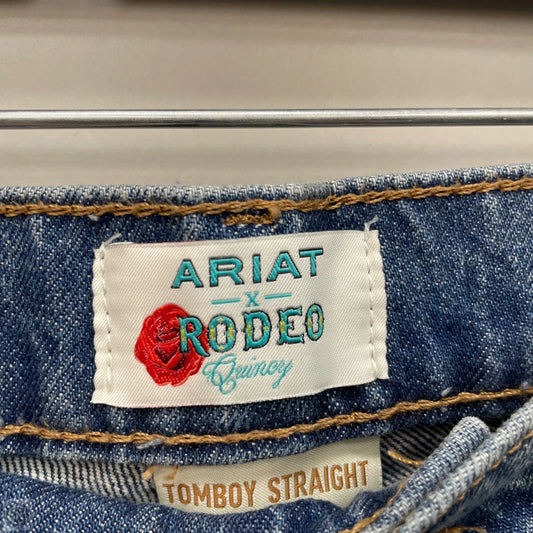 ARIAT
X
RODEO
Quincy
TOMBOY STRAIGHT